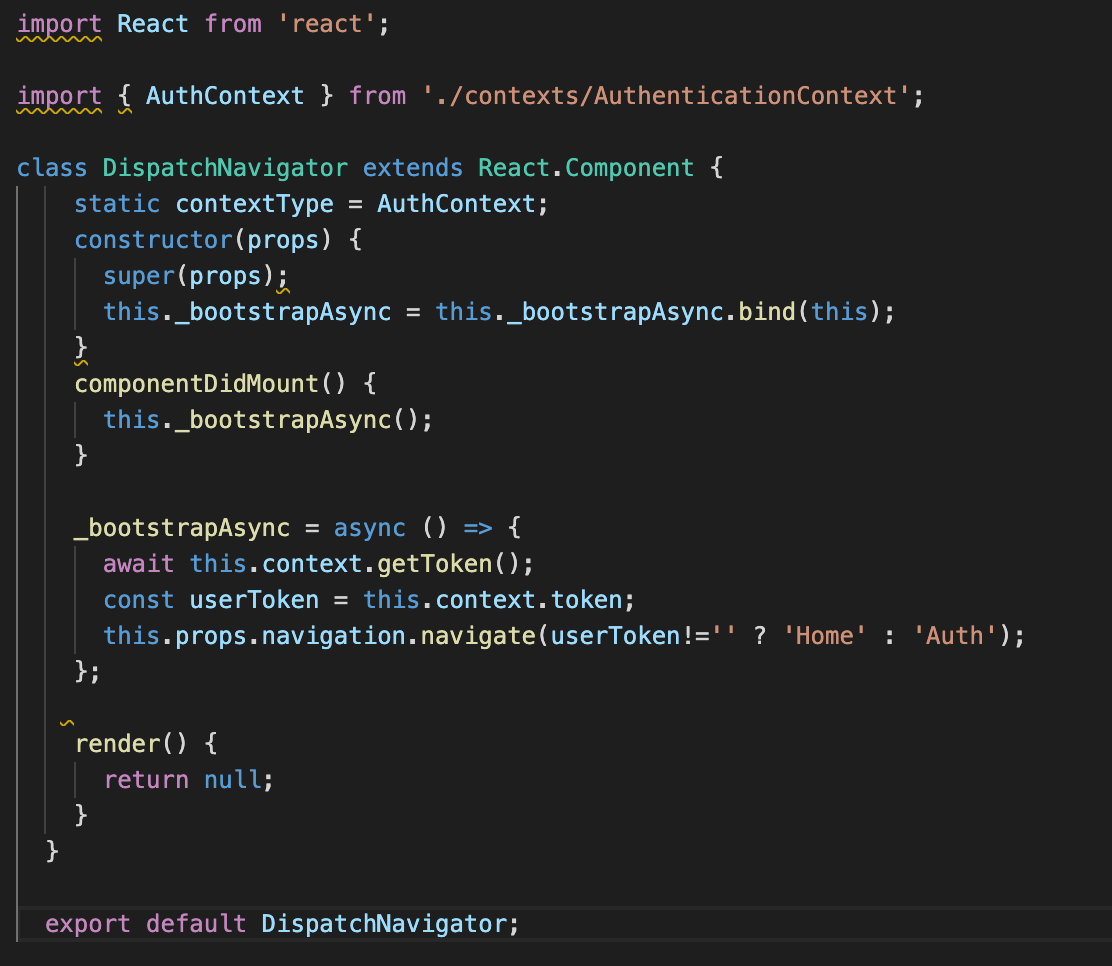 import React from 'react';
import { AuthContext } from './contexts/AuthenticationContext';
class DispatchNavigator extends React.Component {
static contextType = AuthContext;
constructor(props) {
super(props);
this._bootstrapAsync = this._bootstrapAsync.bind(this);
}
componentDidMount() {
this._bootstrapAsync();
}
_bootstrapAsync = async () => {
await this.context.getToken();
const userToken = this.context.token;
this.props.navigation.navigate(userToken!='' ? 'Home' : 'Auth');
};
render() {
return null;
}
}
export default DispatchNavigator;